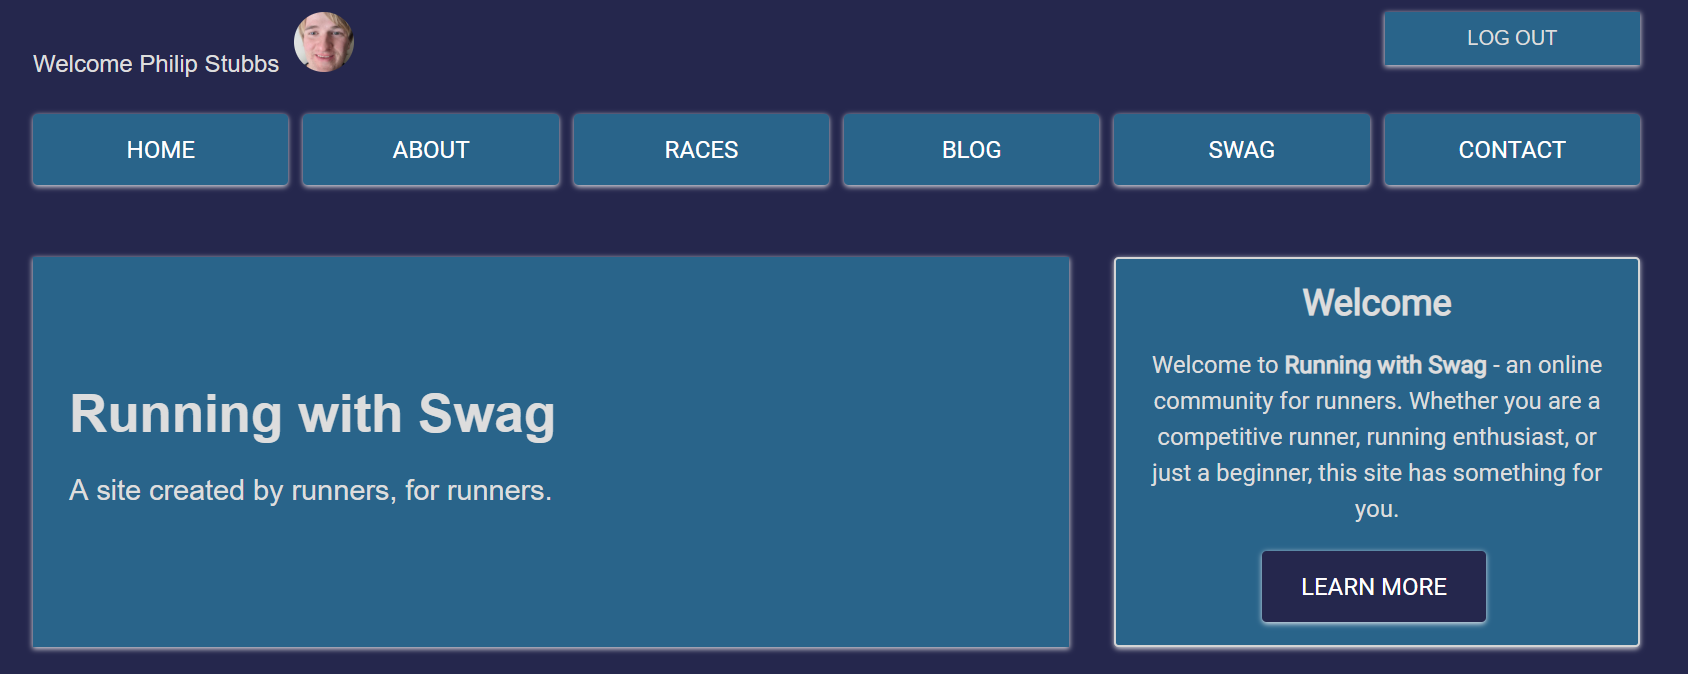 Welcome Philip Stubbs
LOG OUT
HOME
ABOUT
RACES
BLOG
SWAG
CONTACT
Running with Swag
A site created by runners, for runners.
Welcome
Welcome to Running with Swag - an online
community for runners. Whether you are a
competitive runner, running enthusiast, or
just a beginner, this site has something for
you.
LEARN MORE